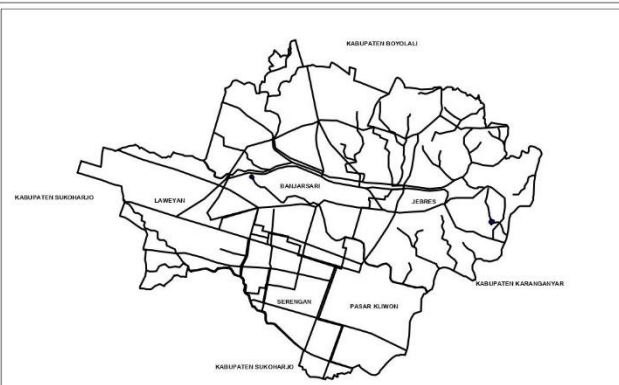 KABUPATEN BOYOLALI
BANJARSARI
KABUPATEN SUKOHARJO
LAWEYAN
JEBRES
KABUPATEN KARANGANYAR
SERENGAN
PASAR KLIWON
KABUPATEN SUKOHARJO